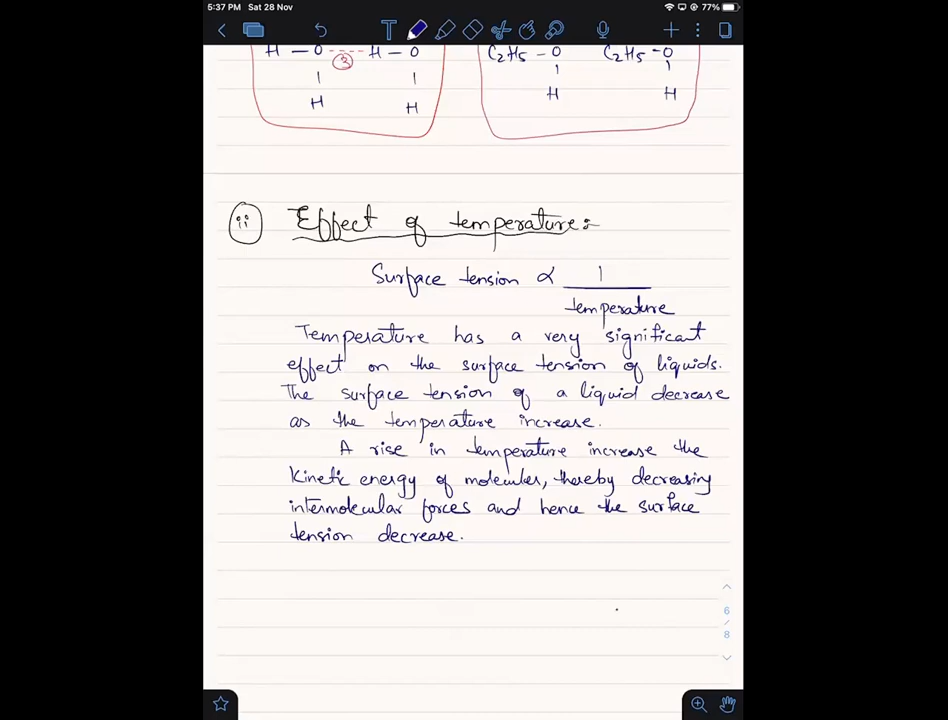 5:37 PM Sat 28 Nov
77%
H — O ---- H — O
C2H5 — O C2H5 — O
3
H H
H H
ii Effect of temperature:
Surface tension ∝ 1
temperature
Temperature has a very significant
effect on the surface tension of liquids.
The surface tension of a liquid decrease
as the temperature increase.
A rise in temperature increase the
Kinetic energy of molecules, thereby decreasing
intermolecular forces and hence the surface
tension decrease.
6
/
8